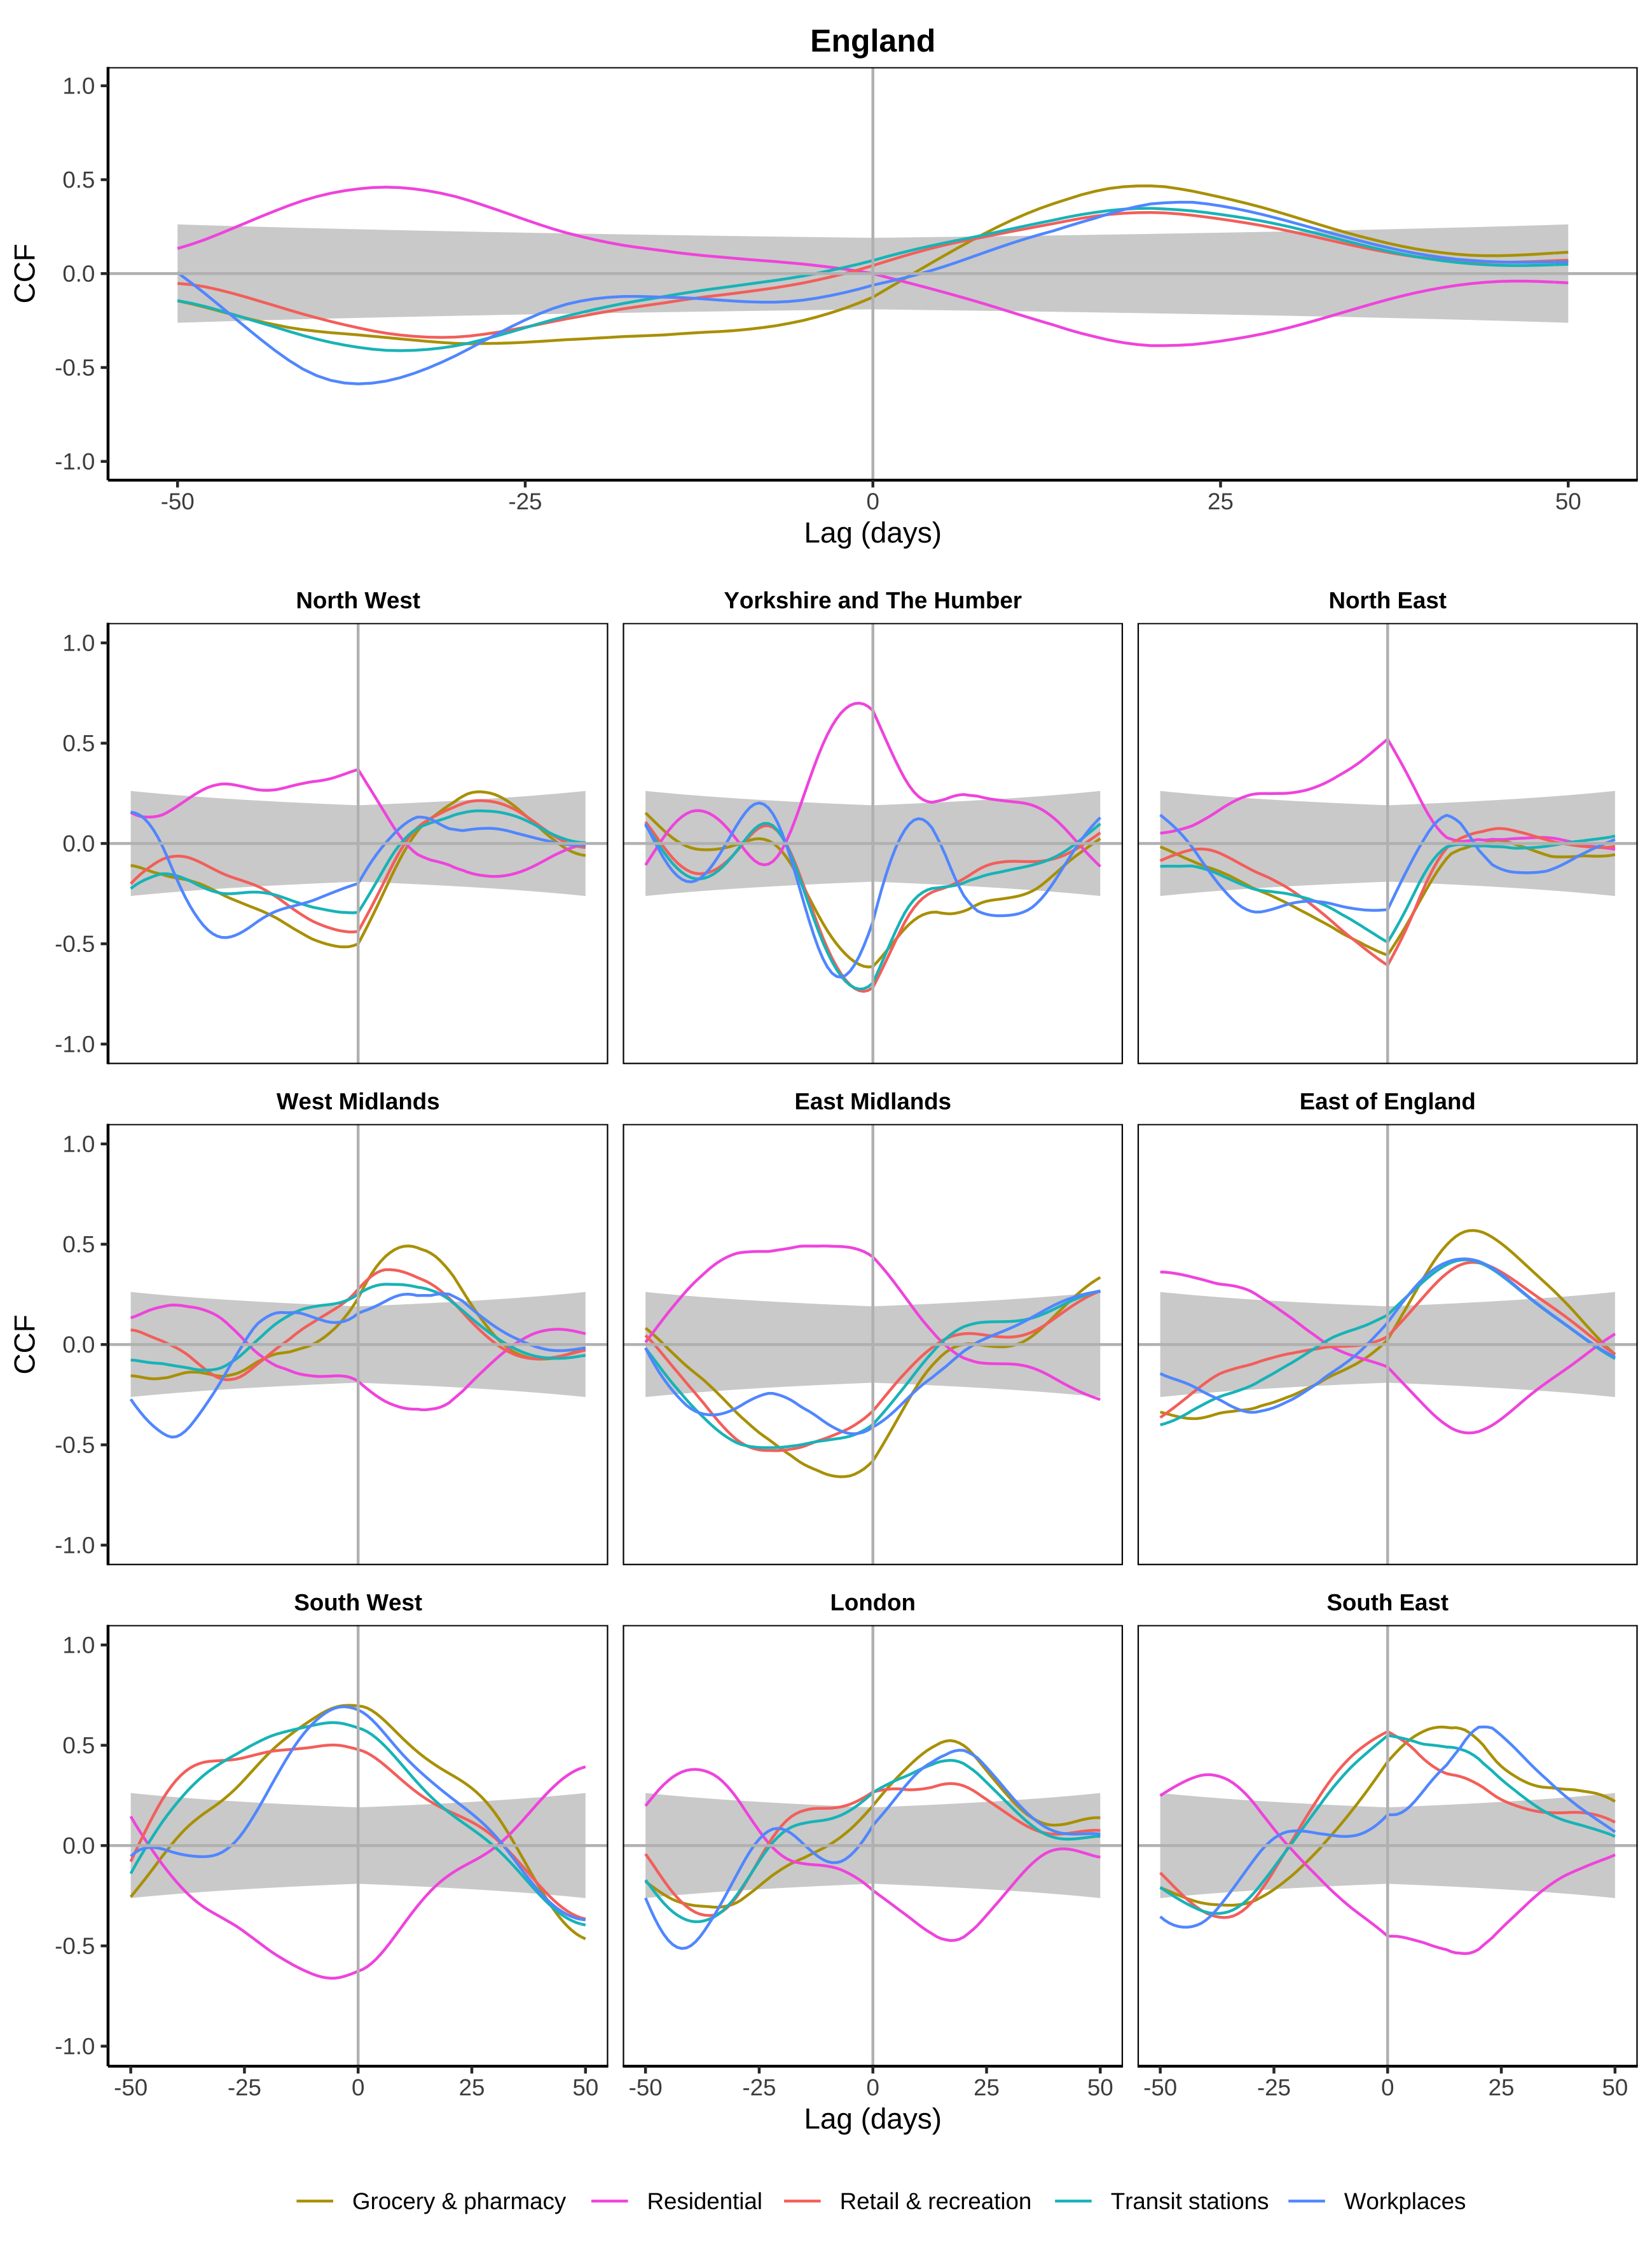 England
1.0
0.5
0.0
-0.5
-1.0
CCF
-50 -25 0 25 50
Lag (days)
North West Yorkshire and The Humber North East
1.0
0.5
0.0
-0.5
-1.0
West Midlands East Midlands East of England
1.0
0.5
0.0
-0.5
-1.0
CCF
South West London South East
1.0
0.5
0.0
-0.5
-1.0
-50 -25 0 25 50 -50 -25 0 25 50 -50 -25 0 25 50
Lag (days)
Grocery & pharmacy Residential Retail & recreation Transit stations Workplaces